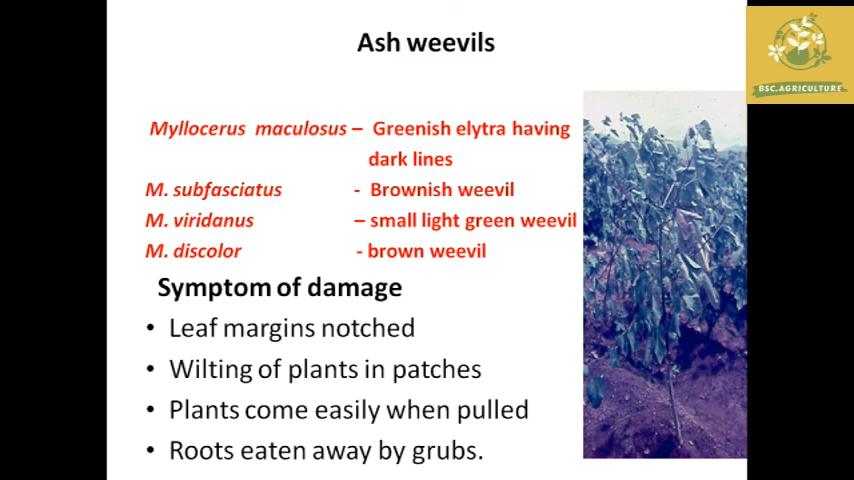 Ash weevils
BSC.AGRICULTURE
Myllocerus maculosus – Greenish elytra having
dark lines
M. subfasciatus - Brownish weevil
M. viridanus – small light green weevil
M. discolor - brown weevil
Symptom of damage
• Leaf margins notched
• Wilting of plants in patches
• Plants come easily when pulled
• Roots eaten away by grubs.